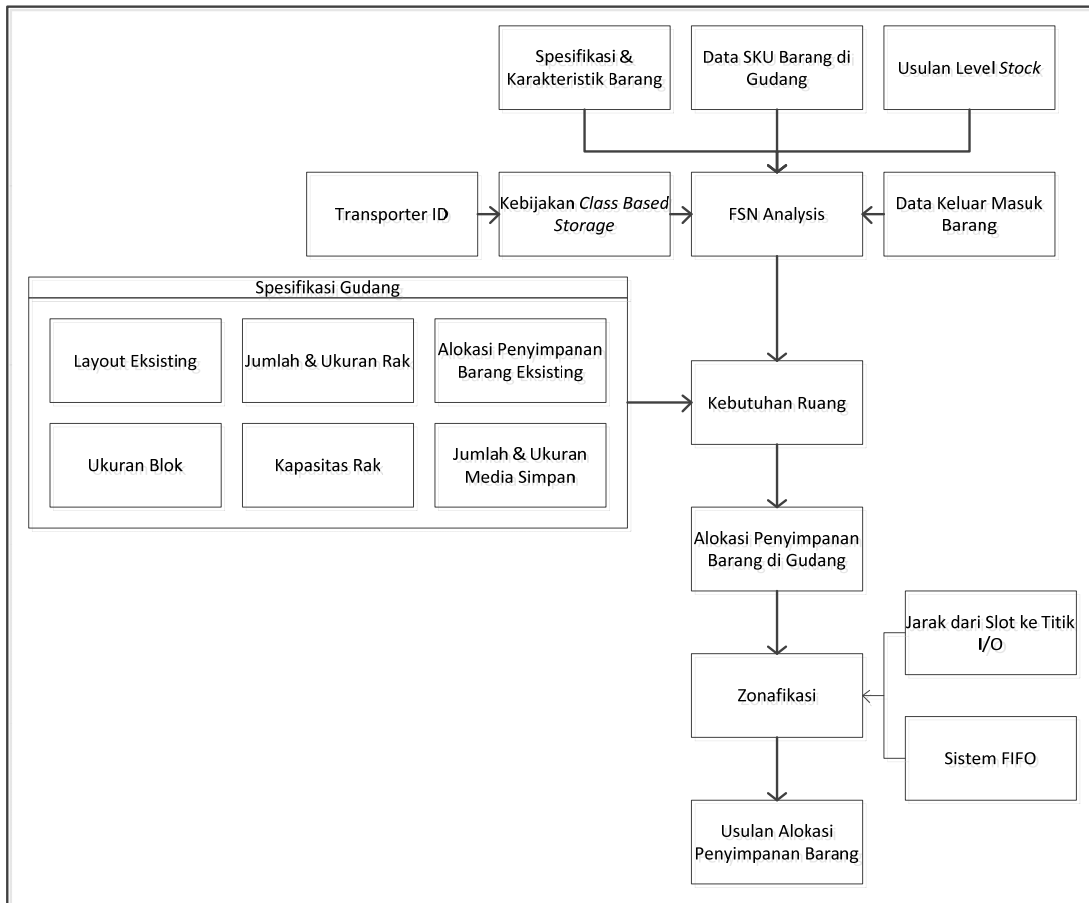 Spesifikasi &
Karakteristik Barang
Data SKU Barang di
Gudang
Usulan Level Stock
Transporter ID
Kebijakan Class Based
Storage
FSN Analysis
Data Keluar Masuk
Barang
Spesifikasi Gudang
Layout Eksisting
Jumlah & Ukuran Rak
Alokasi Penyimpanan
Barang Eksisting
Ukuran Blok
Kapasitas Rak
Jumlah & Ukuran
Media Simpan
Kebutuhan Ruang
Alokasi Penyimpanan
Barang di Gudang
Jarak dari Slot ke Titik
I/O
Zonafikasi
Sistem FIFO
Usulan Alokasi
Penyimpanan Barang